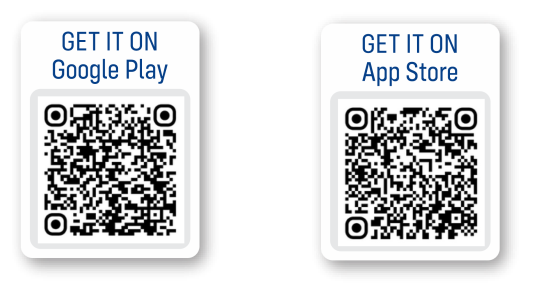 GET IT ON
Google Play
GET IT ON
App Store